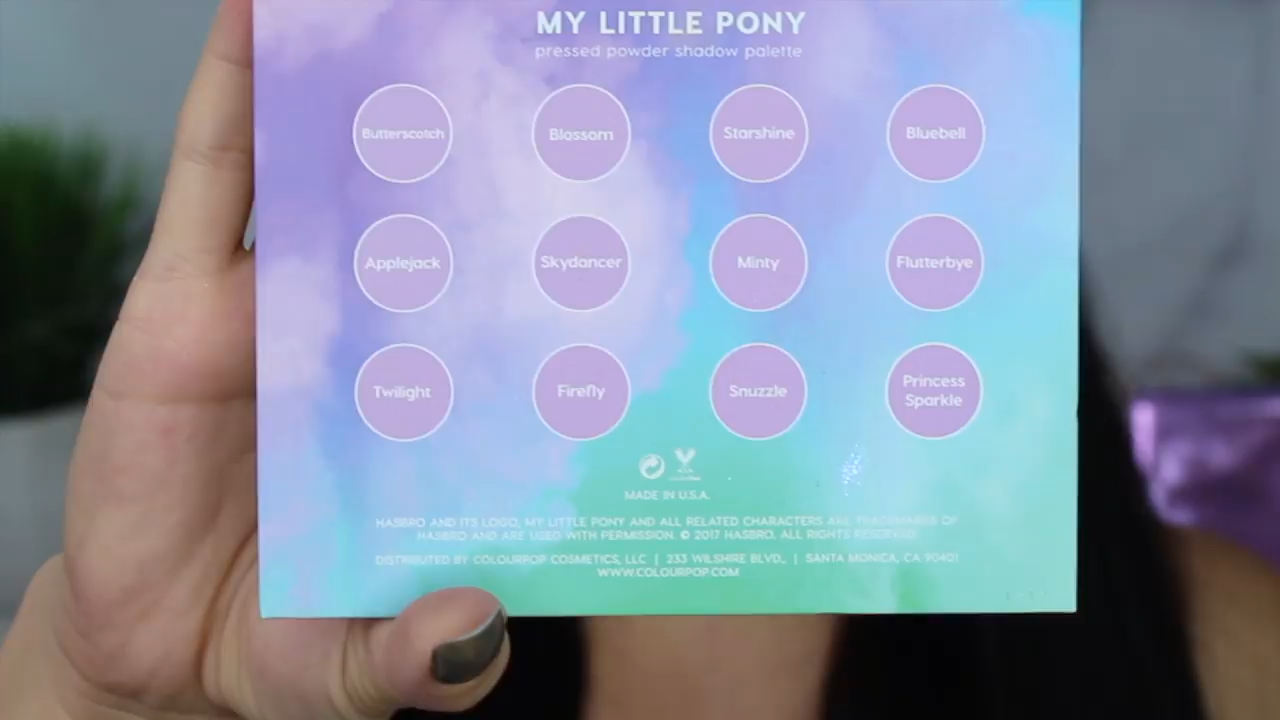 MY LITTLE PONY
pressed powder shadow palette
Butterscotch Blossom Starshine Bluebell
Applejack Skydancer Minty Flutterbye
Twilight Firefly Snuzzle Princess Sparkle
MADE IN U.S.A.
HASBRO AND ITS LOGO, MY LITTLE PONY AND ALL RELATED CHARACTERS ARE TRADEMARKS OF
HASBRO AND ARE USED WITH PERMISSION. © 2017 HASBRO. ALL RIGHTS RESERVED.
DISTRIBUTED BY COLOURPOP COSMETICS, LLC | 233 WILSHIRE BLVD., | SANTA MONICA, CA 90401
WWW.COLOURPOP.COM